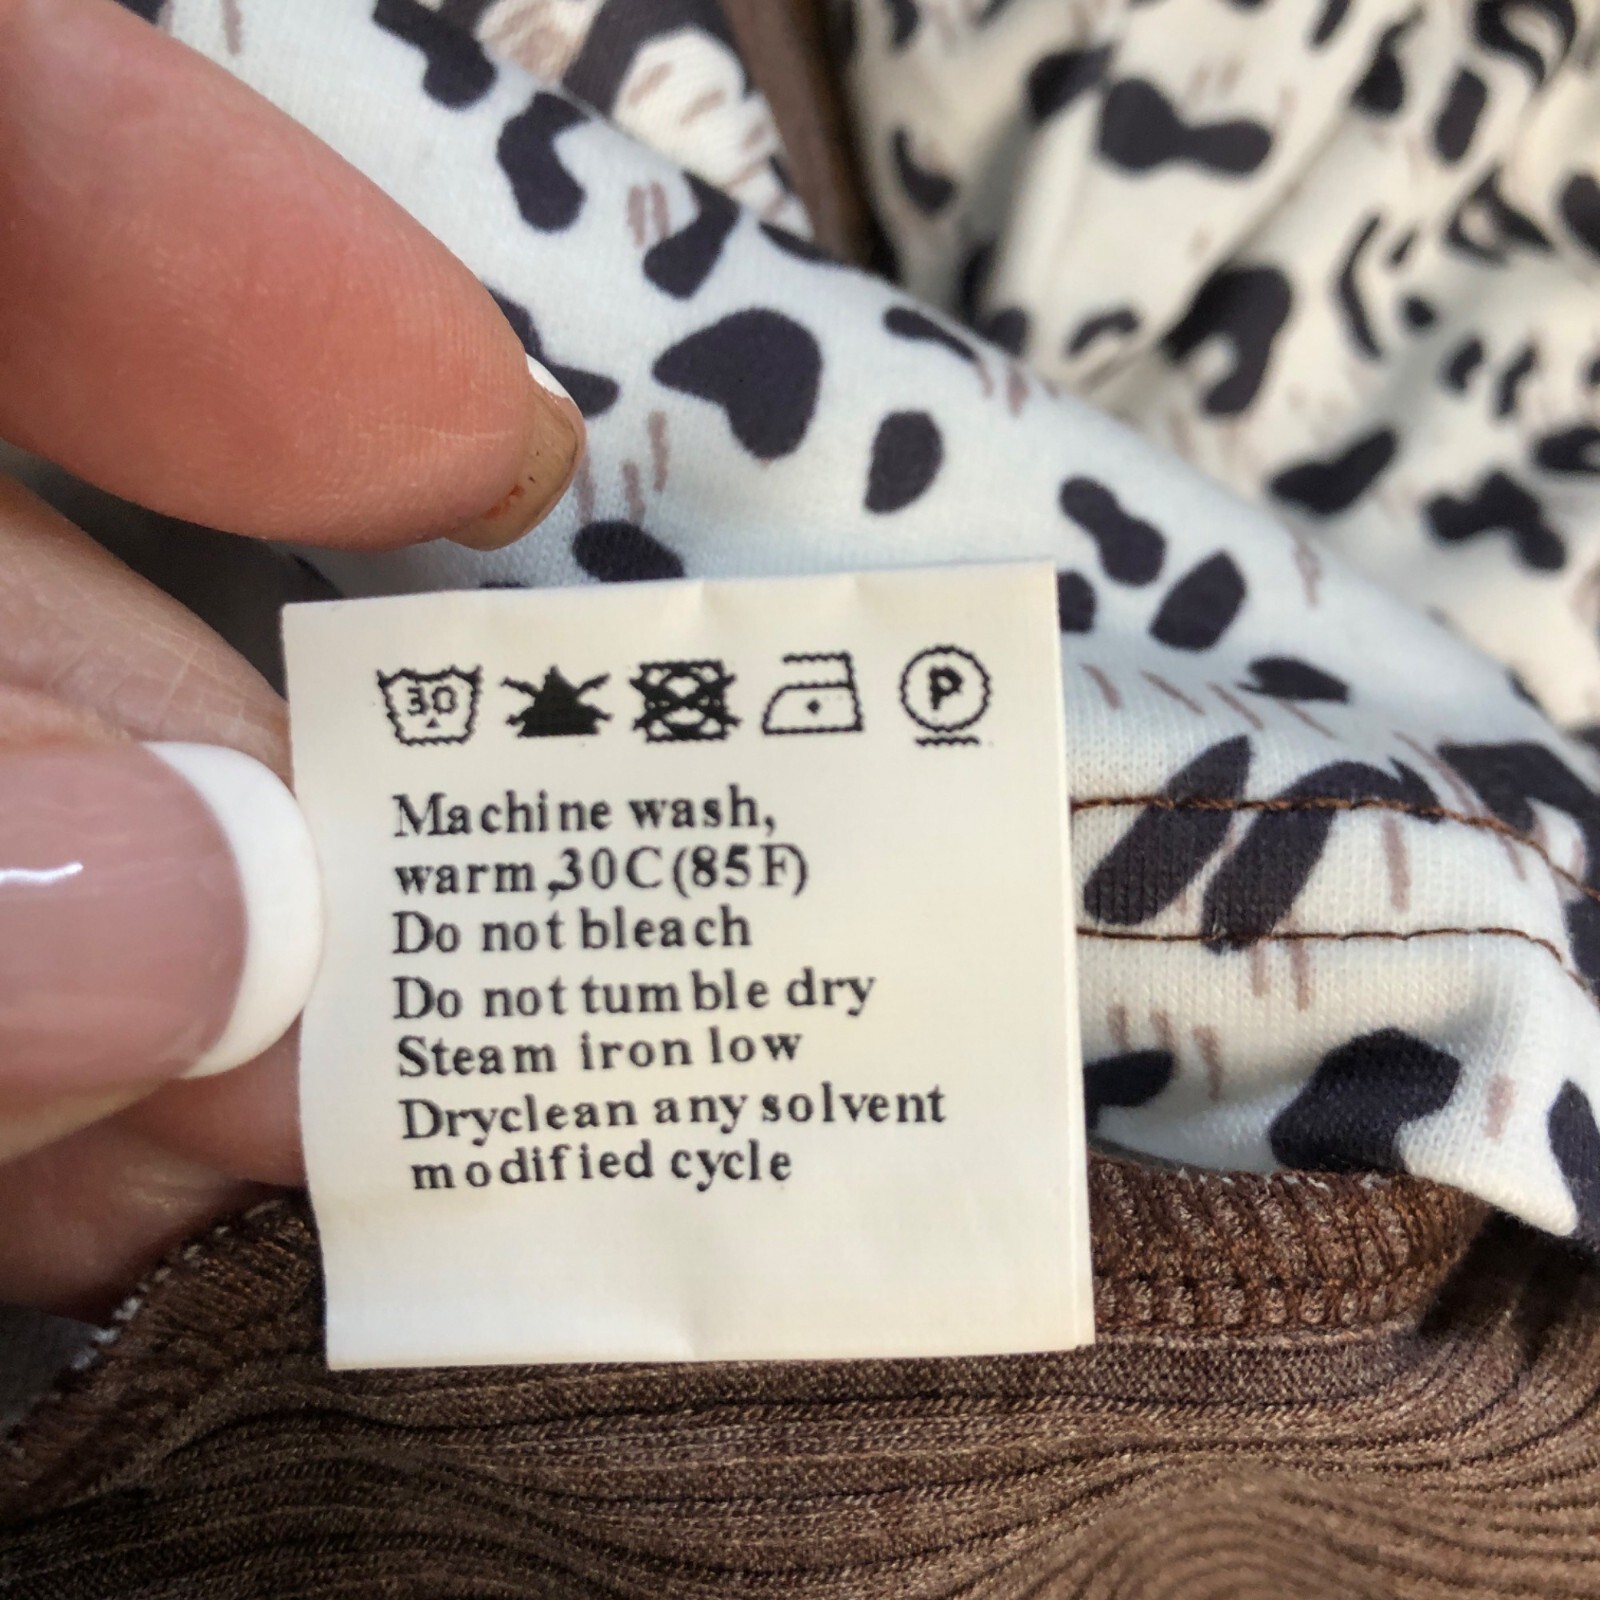 30
P
Machine wash,
warm,30C(85F)
Do not bleach
Do not tumble dry
Steam iron low
Dryclean any solvent
modified cycle